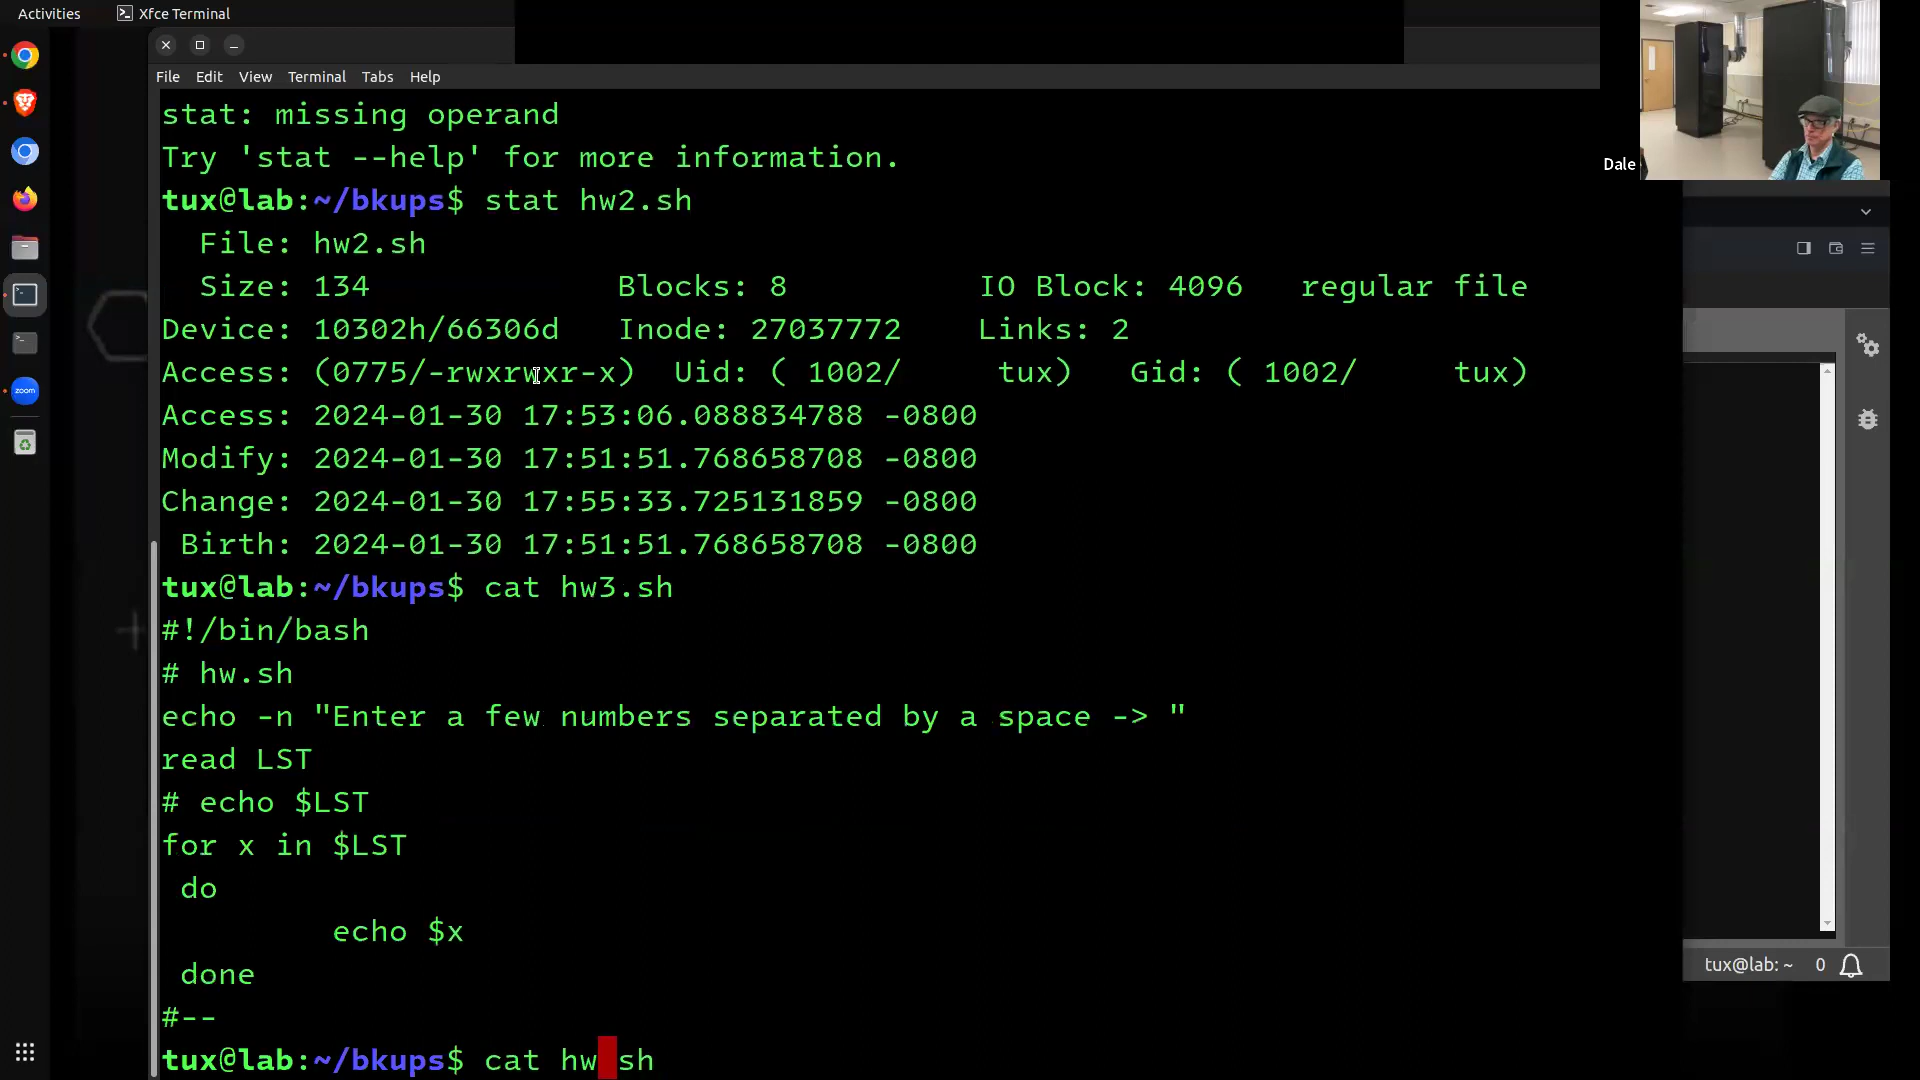 Activities
Xfce Terminal
File Edit View Terminal Tabs Help
stat: missing operand
Try 'stat --help' for more information.
tux@lab:~/bkups$ stat hw2.sh
File: hw2.sh
Size: 134 Blocks: 8 IO Block: 4096 regular file
Device: 10302h/66306d Inode: 27037772 Links: 2
Access: (0775/-rwxrwxr-x) Uid: ( 1002/ tux) Gid: ( 1002/ tux)
Access: 2024-01-30 17:53:06.088834788 -0800
Modify: 2024-01-30 17:51:51.768658708 -0800
Change: 2024-01-30 17:55:33.725131859 -0800
Birth: 2024-01-30 17:51:51.768658708 -0800
tux@lab:~/bkups$ cat hw3.sh
#!/bin/bash
# hw.sh
echo -n "Enter a few numbers separated by a space -> "
read LST
# echo $LST
for x in $LST
do
echo $x
done
#--
tux@lab:~/bkups$ cat hw sh
Dale
zoom
tux@lab: ~ 0